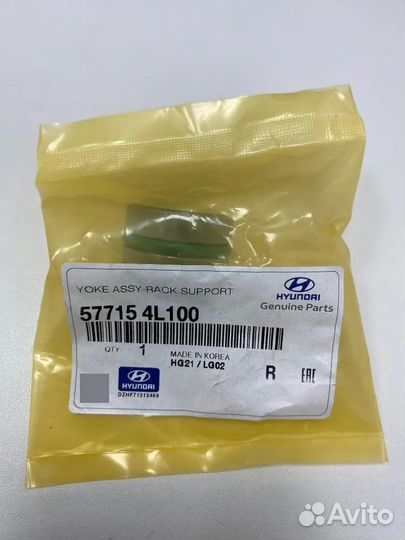 YOKE ASSY-RACK SUPPORT
HYUNDAI
Genuine Parts
57715 4L100
QTY: 1
MADE IN KOREA
HG21 / LG02
R
EAC
HYUNDAI
DZHF71313469
Avito